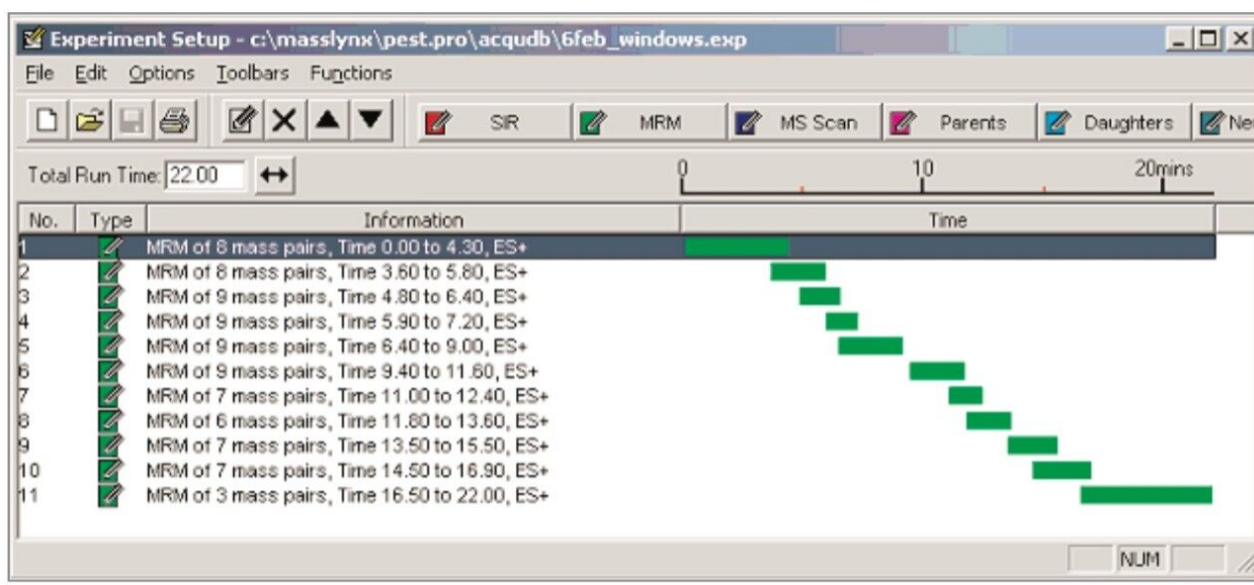 Experiment Setup - c:\masslynx\pest.pro\acqudb\6feb_windows.exp
File Edit Options Toolbars Functions
SIR MRM MS Scan Parents Daughters Ne
Total Run Time: 22.00 0 10 20mins
No. Type Information Time
1 MRM of 8 mass pairs, Time 0.00 to 4.30, ES+
2 MRM of 8 mass pairs, Time 3.60 to 5.80, ES+
3 MRM of 9 mass pairs, Time 4.80 to 6.40, ES+
4 MRM of 9 mass pairs, Time 5.90 to 7.20, ES+
5 MRM of 9 mass pairs, Time 6.40 to 9.00, ES+
6 MRM of 9 mass pairs, Time 9.40 to 11.60, ES+
7 MRM of 7 mass pairs, Time 11.00 to 12.40, ES+
8 MRM of 6 mass pairs, Time 11.80 to 13.60, ES+
9 MRM of 7 mass pairs, Time 13.50 to 15.50, ES+
10 MRM of 7 mass pairs, Time 14.50 to 16.90, ES+
11 MRM of 3 mass pairs, Time 16.50 to 22.00, ES+
NUM